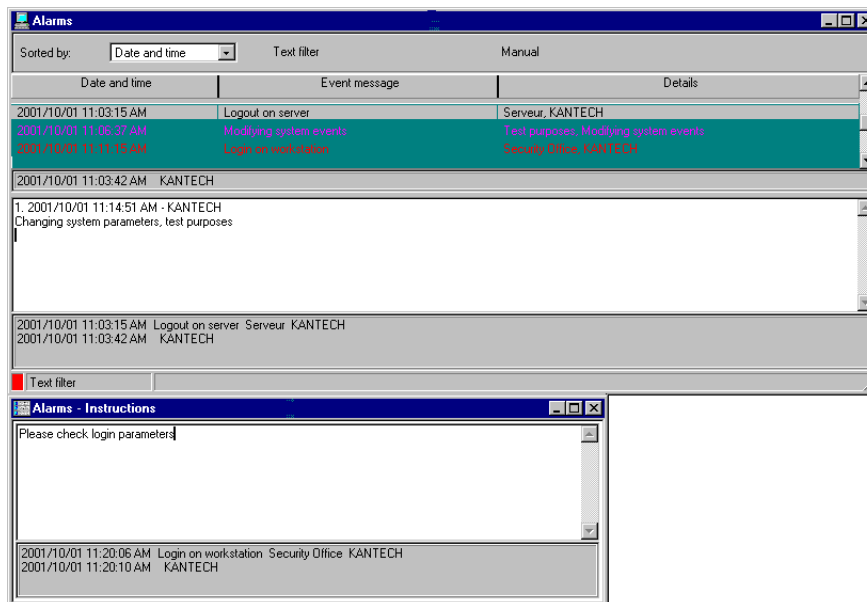 Alarms
Sorted by: Date and time Text filter Manual
Date and time Event message Details
2001/10/01 11:03:15 AM Logout on server Serveur, KANTECH
2001/10/01 11:06:37 AM Modifying system events Test purposes, Modifying system events
2001/10/01 11:11:15 AM Login on workstation Security Office, KANTECH
2001/10/01 11:03:42 AM KANTECH
1. 2001/10/01 11:14:51 AM - KANTECH
Changing system parameters, test purposes
2001/10/01 11:03:15 AM Logout on server Serveur KANTECH
2001/10/01 11:03:42 AM KANTECH
Text filter
Alarms - Instructions
Please check login parameters
2001/10/01 11:20:06 AM Login on workstation Security Office KANTECH
2001/10/01 11:20:10 AM KANTECH